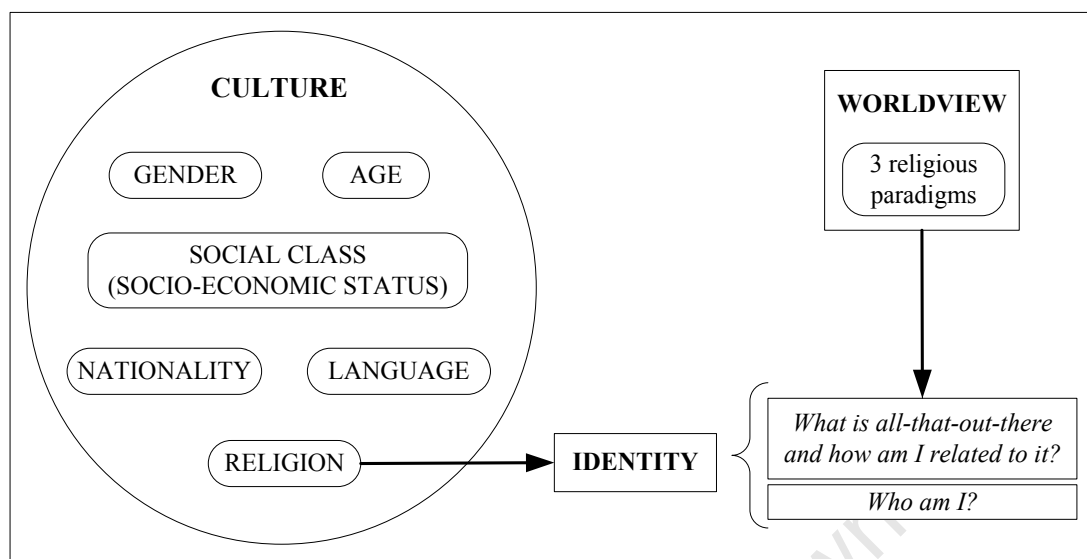 CULTURE
GENDER
AGE
SOCIAL CLASS
(SOCIO-ECONOMIC STATUS)
NATIONALITY
LANGUAGE
RELIGION
WORLDVIEW
3 religious
paradigms
IDENTITY
What is all-that-out-there
and how am I related to it?
Who am I?